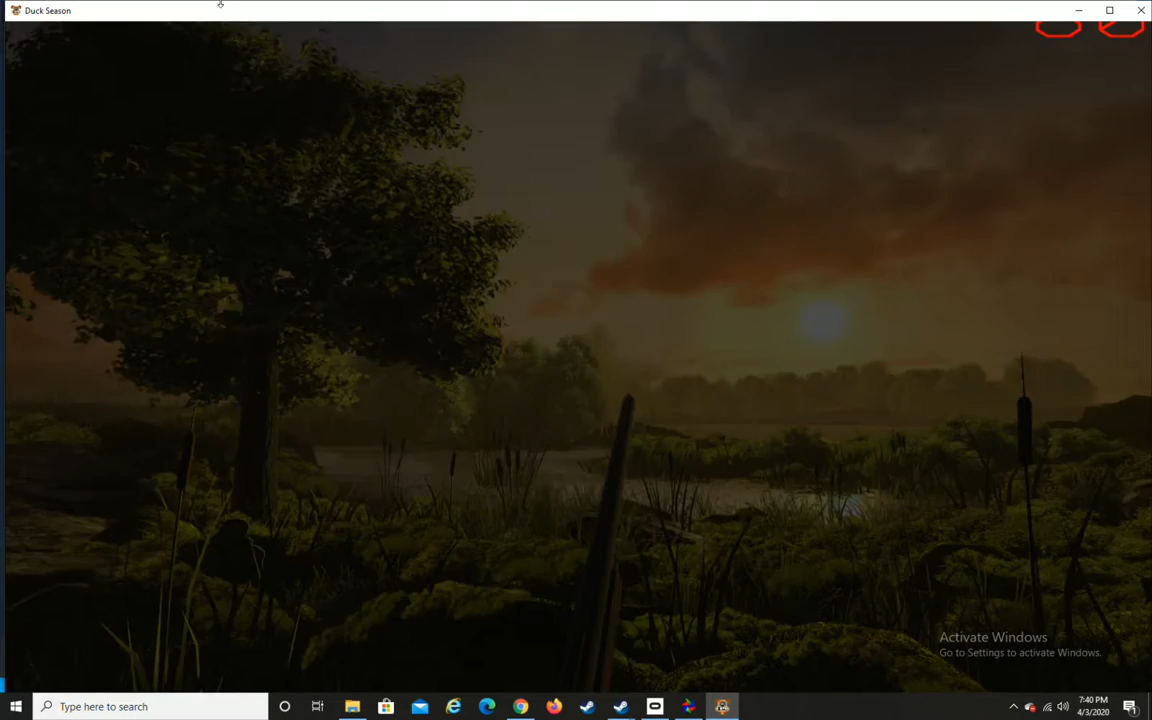 Duck Season
Activate Windows
Go to Settings to activate Windows.
Type here to search
7:40 PM
4/3/2020